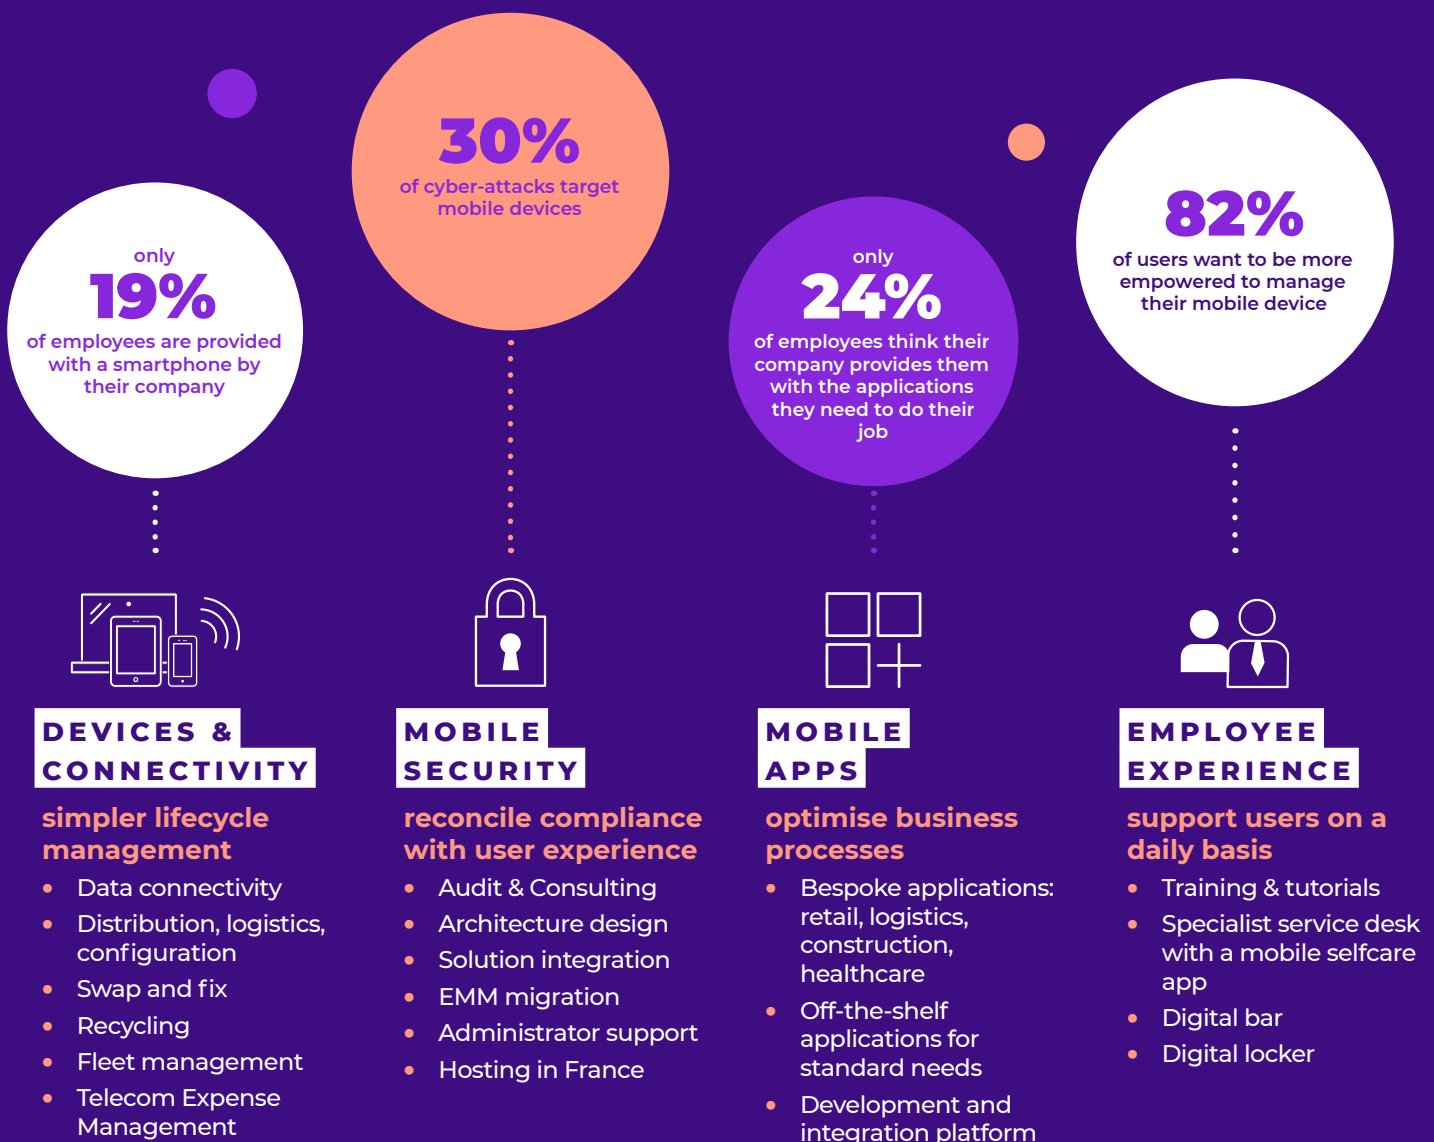 only
19%
of employees are provided
with a smartphone by
their company
30%
of cyber-attacks target
mobile devices
only
24%
of employees think their
company provides them
with the applications
they need to do their
job
82%
of users want to be more
empowered to manage
their mobile device
DEVICES &
CONNECTIVITY
simpler lifecycle
management
• Data connectivity
• Distribution, logistics,
configuration
• Swap and fix
• Recycling
• Fleet management
• Telecom Expense
Management
MOBILE
SECURITY
reconcile compliance
with user experience
• Audit & Consulting
• Architecture design
• Solution integration
• EMM migration
• Administrator support
• Hosting in France
MOBILE
APPS
optimise business
processes
• Bespoke applications:
retail, logistics,
construction,
healthcare
• Off-the-shelf
applications for
standard needs
• Development and
integration platform
EMPLOYEE
EXPERIENCE
support users on a
daily basis
• Training & tutorials
• Specialist service desk
with a mobile selfcare
app
• Digital bar
• Digital locker